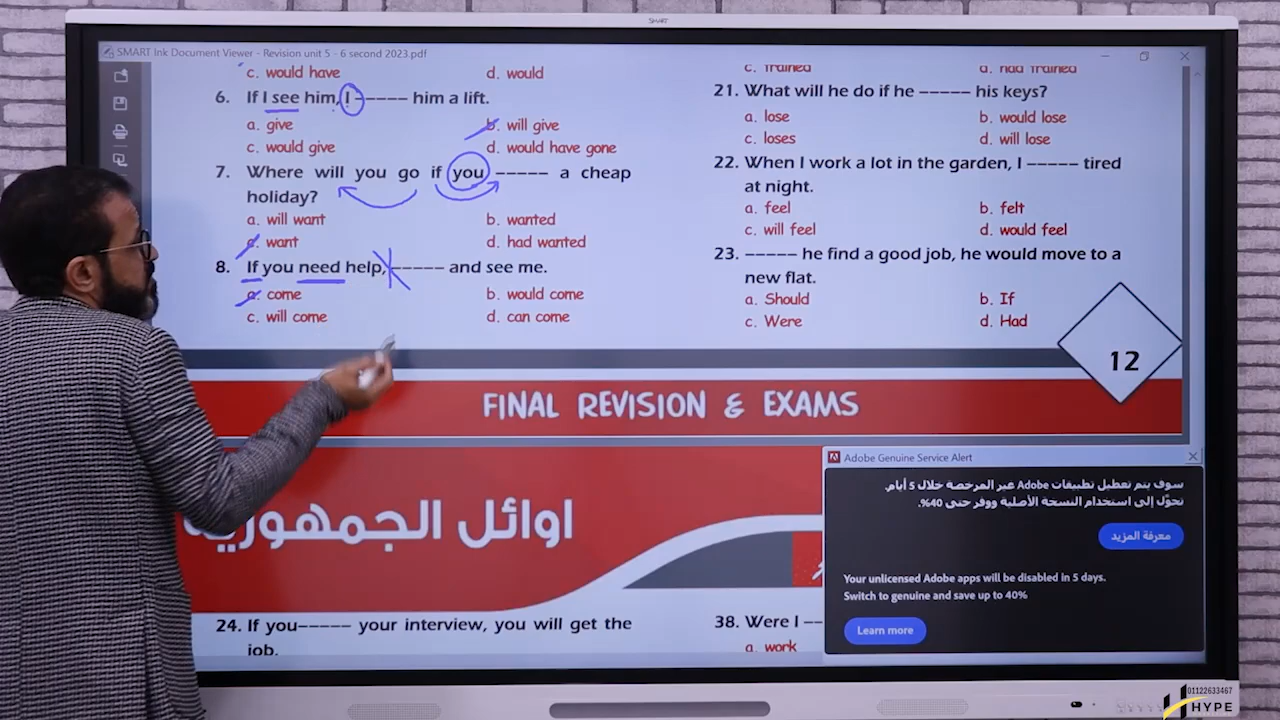 SMART
SMART Ink Document Viewer - Revision unit 5 - 6 second 2023.pdf
c. would have d. would
6. If I see him, I ----- him a lift.
a. give b. will give
c. would give d. would have gone
7. Where will you go if you ----- a cheap
holiday?
a. will want b. wanted
c. want d. had wanted
8. If you need help, ----- and see me.
a. come b. would come
c. will come d. can come
c. trained d. had trained
21. What will he do if he ----- his keys?
a. lose b. would lose
c. loses d. will lose
22. When I work a lot in the garden, I ----- tired
at night.
a. feel b. felt
c. will feel d. would feel
23. ----- he find a good job, he would move to a
new flat.
a. Should b. If
c. Were d. Had
12
FINAL REVISION & EXAMS
اوائل الجمهورية
24. If you----- your interview, you will get the
job.
38. Were I --
a. work
Adobe Genuine Service Alert
سوف يتم تعطيل تطبيقات Adobe غير المرخصة خلال 5 أيام.
تحوّل إلى استخدام النسخة الأصلية ووفر حتى 40%.
معرفة المزيد
Your unlicensed Adobe apps will be disabled in 5 days.
Switch to genuine and save up to 40%
Learn more
01122633467
HYPE